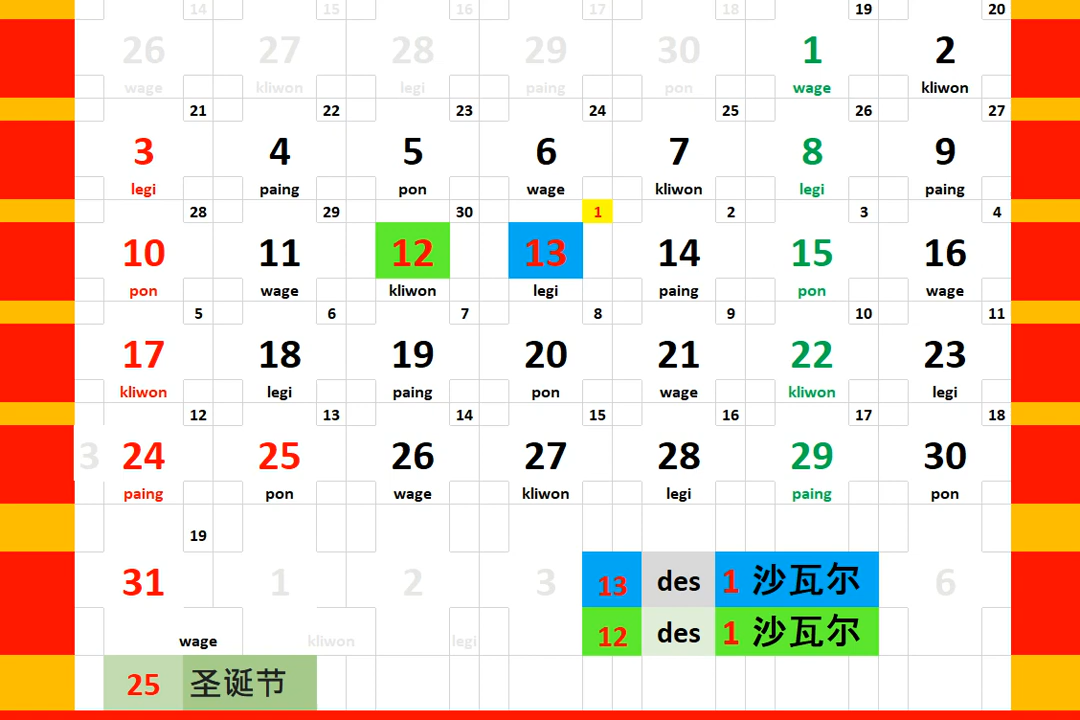 14 15 16 17 18 19 20
26 27 28 29 30 1 2
wage kliwon legi paing pon wage kliwon
21 22 23 24 25 26 27
3 4 5 6 7 8 9
legi paing pon wage kliwon legi paing
28 29 30 1 2 3 4
10 11 12 13 14 15 16
pon wage kliwon legi paing pon wage
5 6 7 8 9 10 11
17 18 19 20 21 22 23
kliwon legi paing pon wage kliwon legi
12 13 14 15 16 17 18
3 24 25 26 27 28 29 30
paing pon wage kliwon legi paing pon
19
31 1 2 3 13 des 1 沙瓦尔 6
12 des 1 沙瓦尔
wage kliwon legi
25 圣诞节